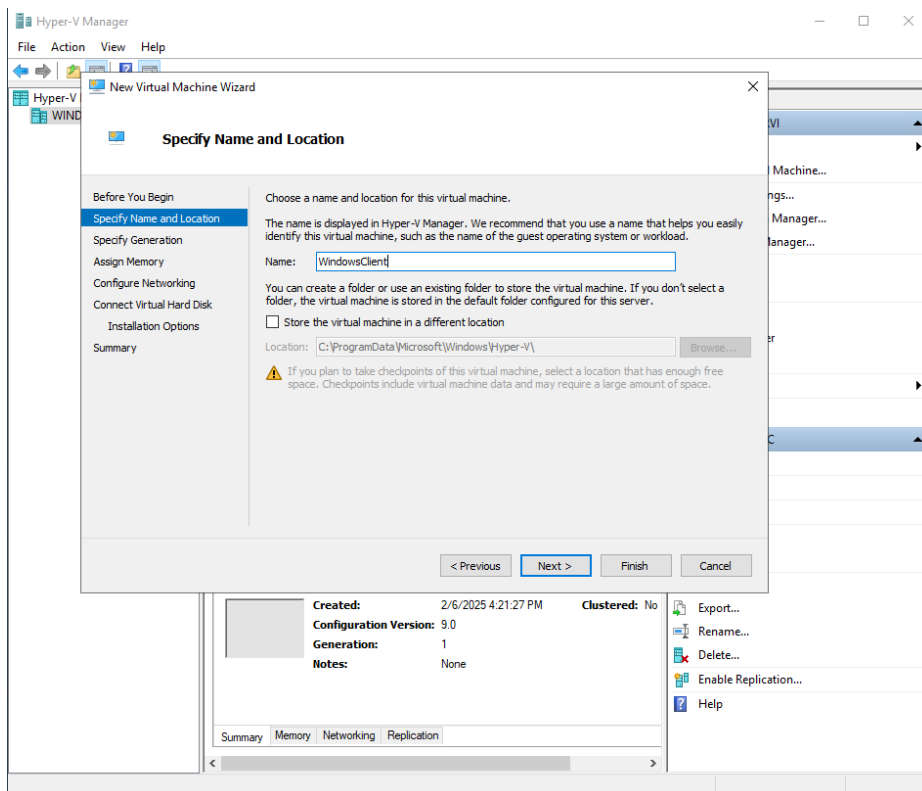 Hyper-V Manager
File Action View Help
Hyper-V
WIND
New Virtual Machine Wizard
Specify Name and Location
Before You Begin
Specify Name and Location
Specify Generation
Assign Memory
Configure Networking
Connect Virtual Hard Disk
Installation Options
Summary
Choose a name and location for this virtual machine.
The name is displayed in Hyper-V Manager. We recommend that you use a name that helps you easily
identify this virtual machine, such as the name of the guest operating system or workload.
Name: WindowsClient
You can create a folder or use an existing folder to store the virtual machine. If you don't select a
folder, the virtual machine is stored in the default folder configured for this server.
Store the virtual machine in a different location
Location: C:\ProgramData\Microsoft\Windows\Hyper-V\ Browse...
If you plan to take checkpoints of this virtual machine, select a location that has enough free
space. Checkpoints include virtual machine data and may require a large amount of space.
< Previous Next > Finish Cancel
Created: 2/6/2025 4:21:27 PM Clustered: No
Configuration Version: 9.0
Generation: 1
Notes: None
Summary Memory Networking Replication
VI
Machine...
ngs...
Manager...
anager...
er
C
Export...
Rename...
Delete...
Enable Replication...
Help